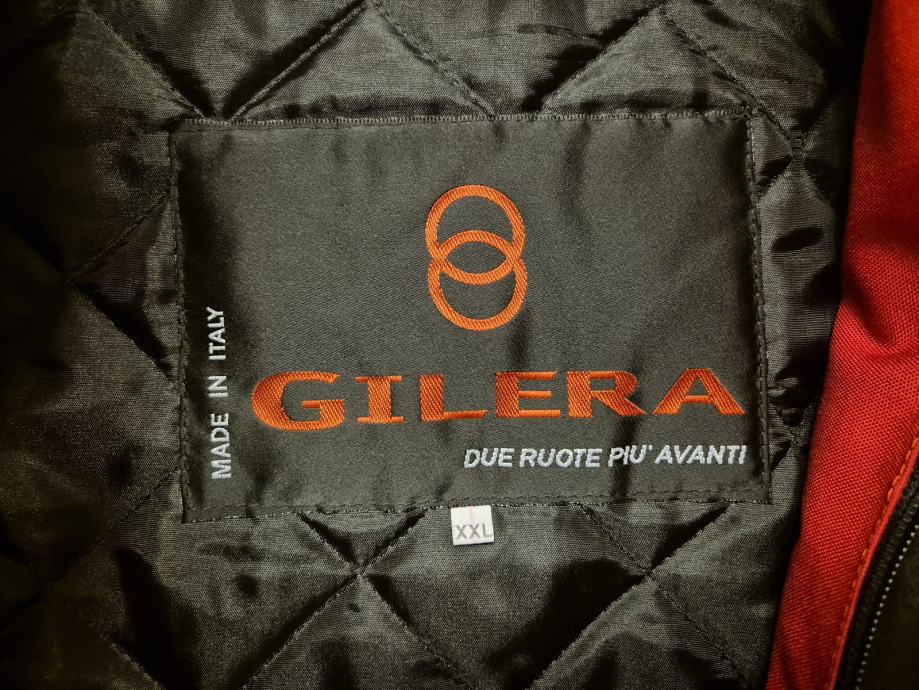 MADE IN ITALY
GILERA
DUE RUOTE PIU' AVANTI
XXL